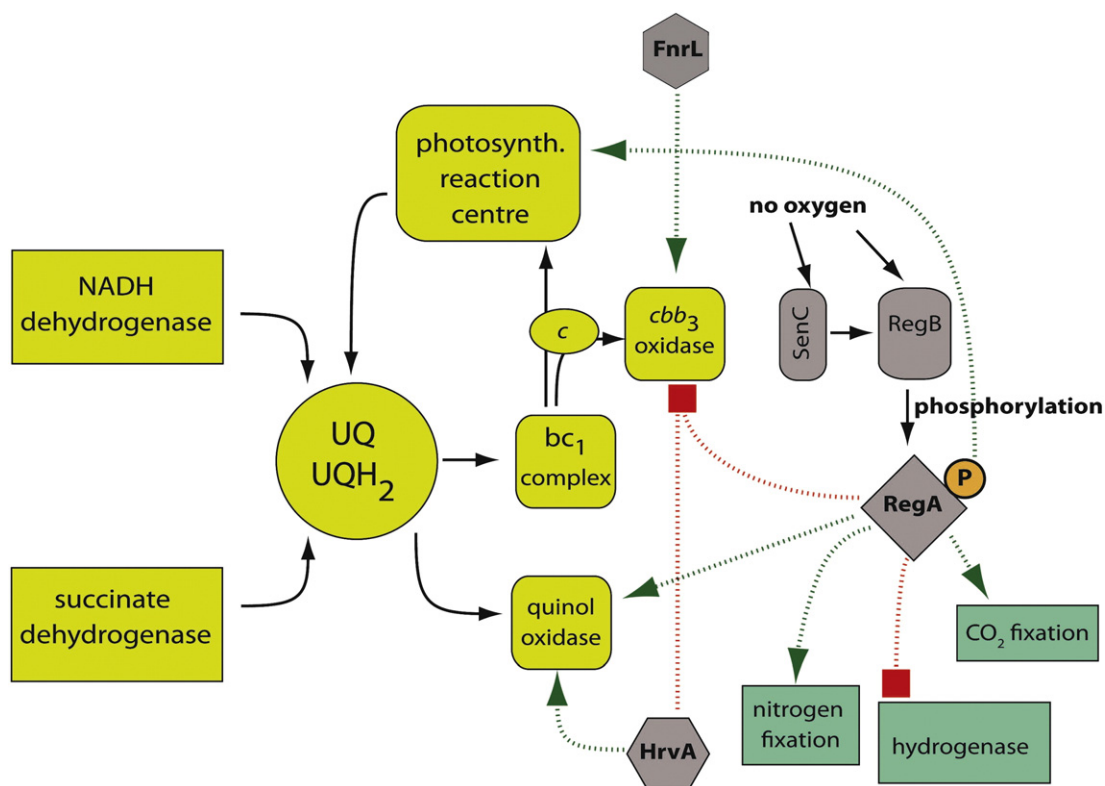 FnrL
photosynth.
reaction
centre
no oxygen
NADH
dehydrogenase
c
cbb₃
oxidase
SenC
RegB
phosphorylation
UQ
UQH₂
bc₁
complex
P
RegA
succinate
dehydrogenase
quinol
oxidase
CO₂ fixation
nitrogen
fixation
hydrogenase
HrvA